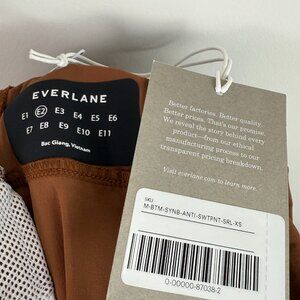 EVERLANE
E1 E2 E3 E4 E5 E6
E7 E8 E9 E10 E11
Bac Giang, Vietnam
Better factories. Better quality.
Better prices. That's our promise.
We reveal the story behind every
product—from our ethical
manufacturing process to our
transparent pricing breakdown.
Visit everlane.com to learn more.
SKU
M-BTM-SYNB-ANTI-SWTPNT-SRL-XS
0-00000-87038-2